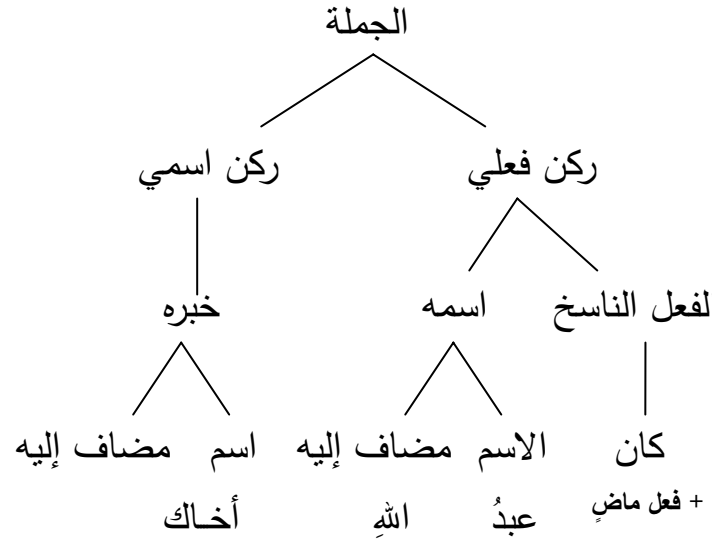 الجملة
ركن فعلي ركن اسمي
لفعل الناسخ اسمه خبره
كان الاسم مضاف إليه اسم مضاف إليه
+ فعل ماضٍ عبدُ اللهِ أخـاك